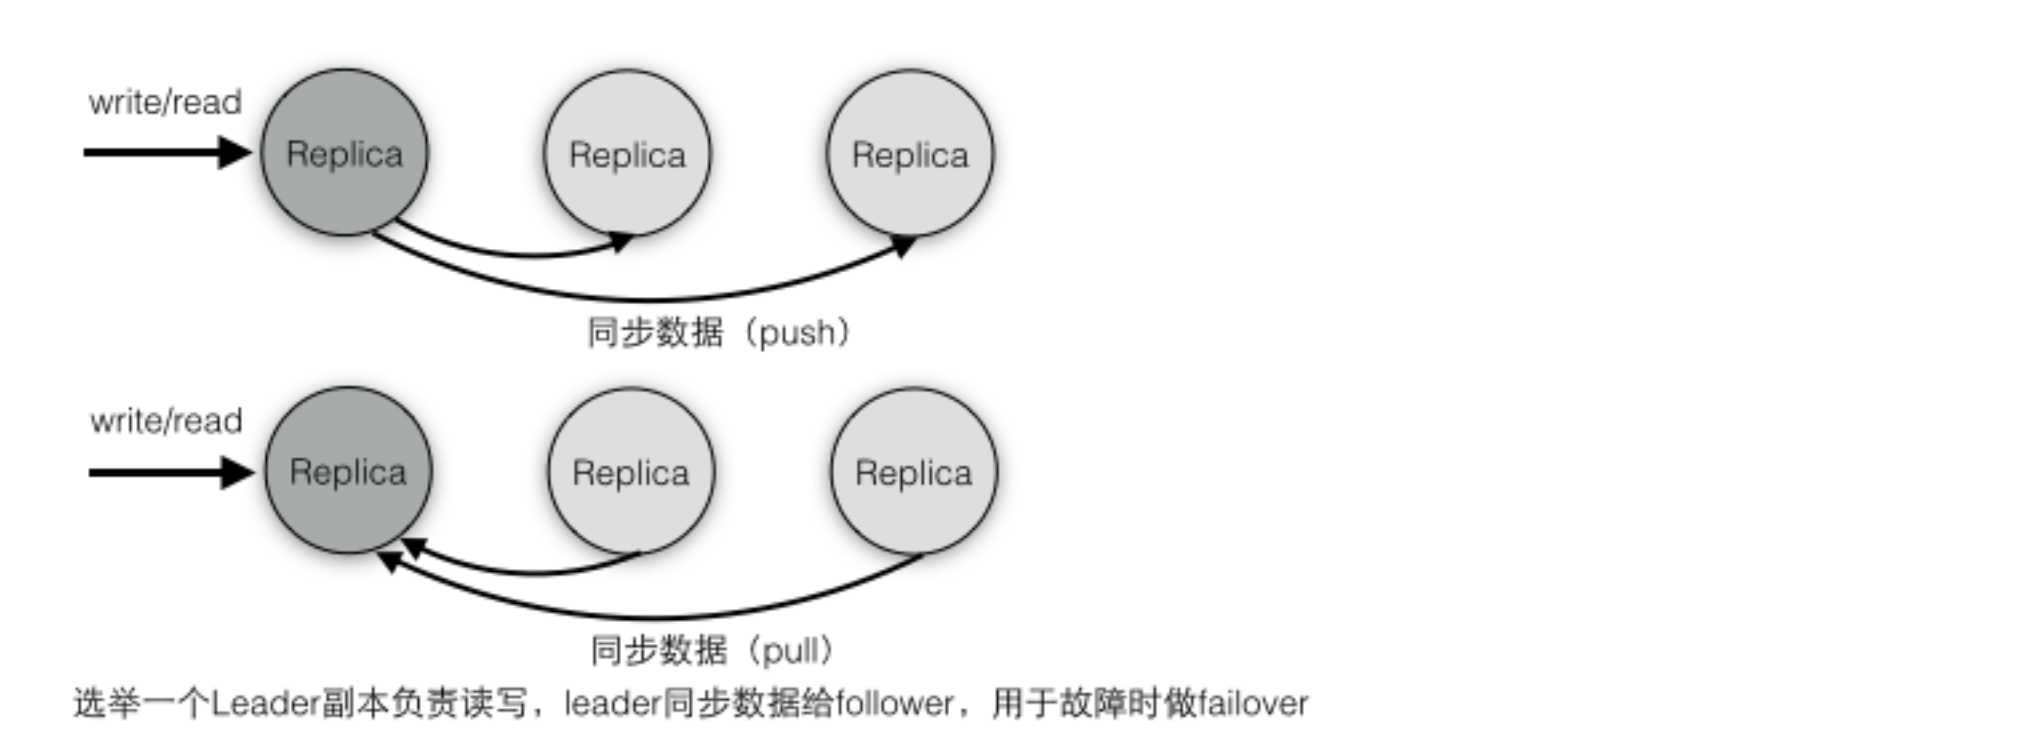 write/read
Replica
Replica
Replica
同步数据（push）
write/read
Replica
Replica
Replica
同步数据（pull）
选举一个Leader副本负责读写，leader同步数据给follower，用于故障时做failover